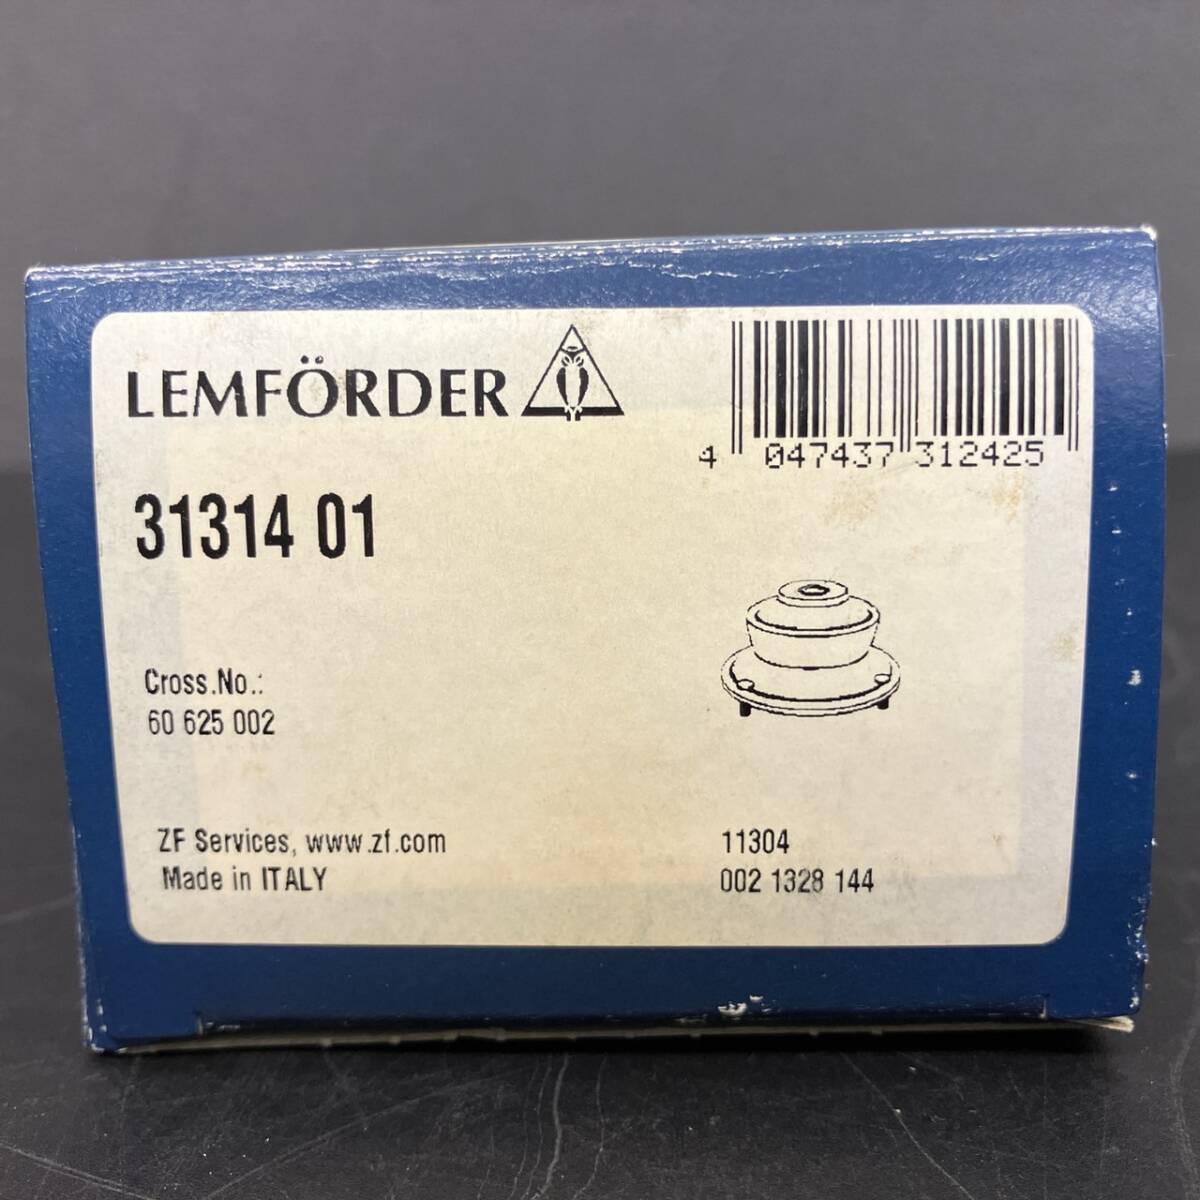 LEMFÖRDER
4 047437 312425
31314 01
Cross.No.:
60 625 002
ZF Services, www.zf.com
Made in ITALY
11304
002 1328 144